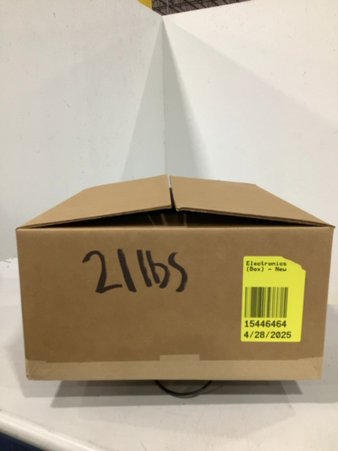 21lbs
Electronics
(Box) - New
15446464
4/28/2025